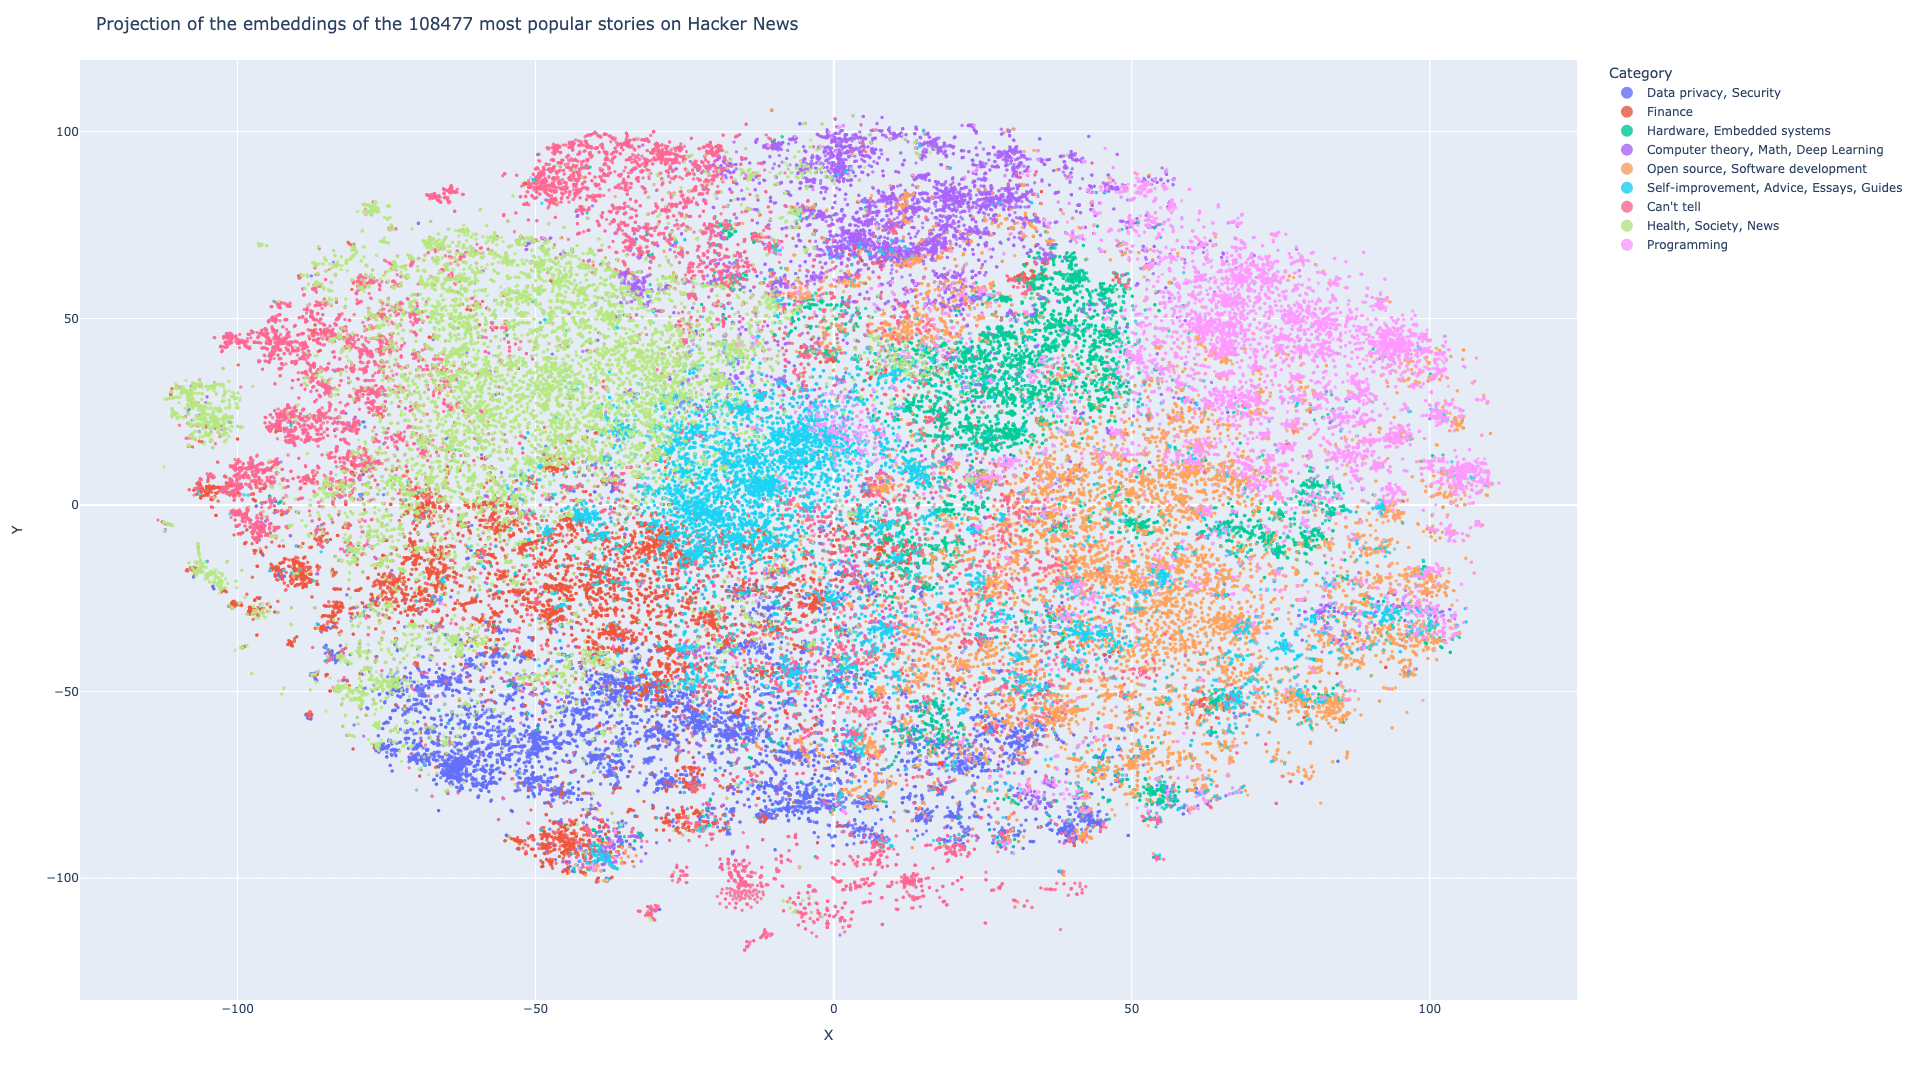 Projection of the embeddings of the 108477 most popular stories on Hacker News
Category
Data privacy, Security
Finance
Hardware, Embedded systems
Computer theory, Math, Deep Learning
Open source, Software development
Self-improvement, Advice, Essays, Guides
Can't tell
Health, Society, News
Programming
100
50
0
−50
−100
Y
−100
−50
0
50
100
X